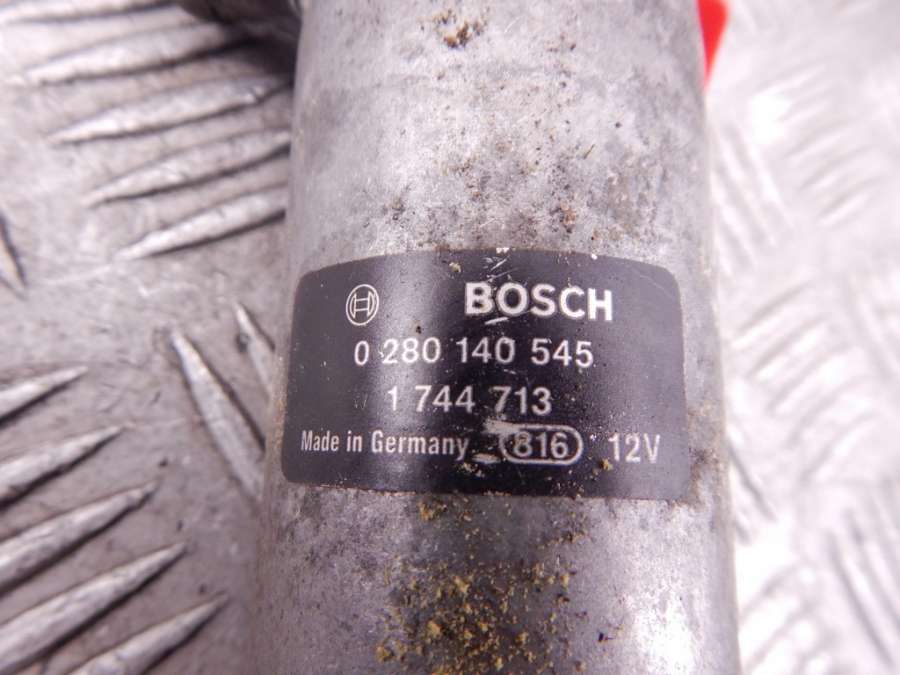 BOSCH
0 280 140 545
1 744 713
Made in Germany 816 12V